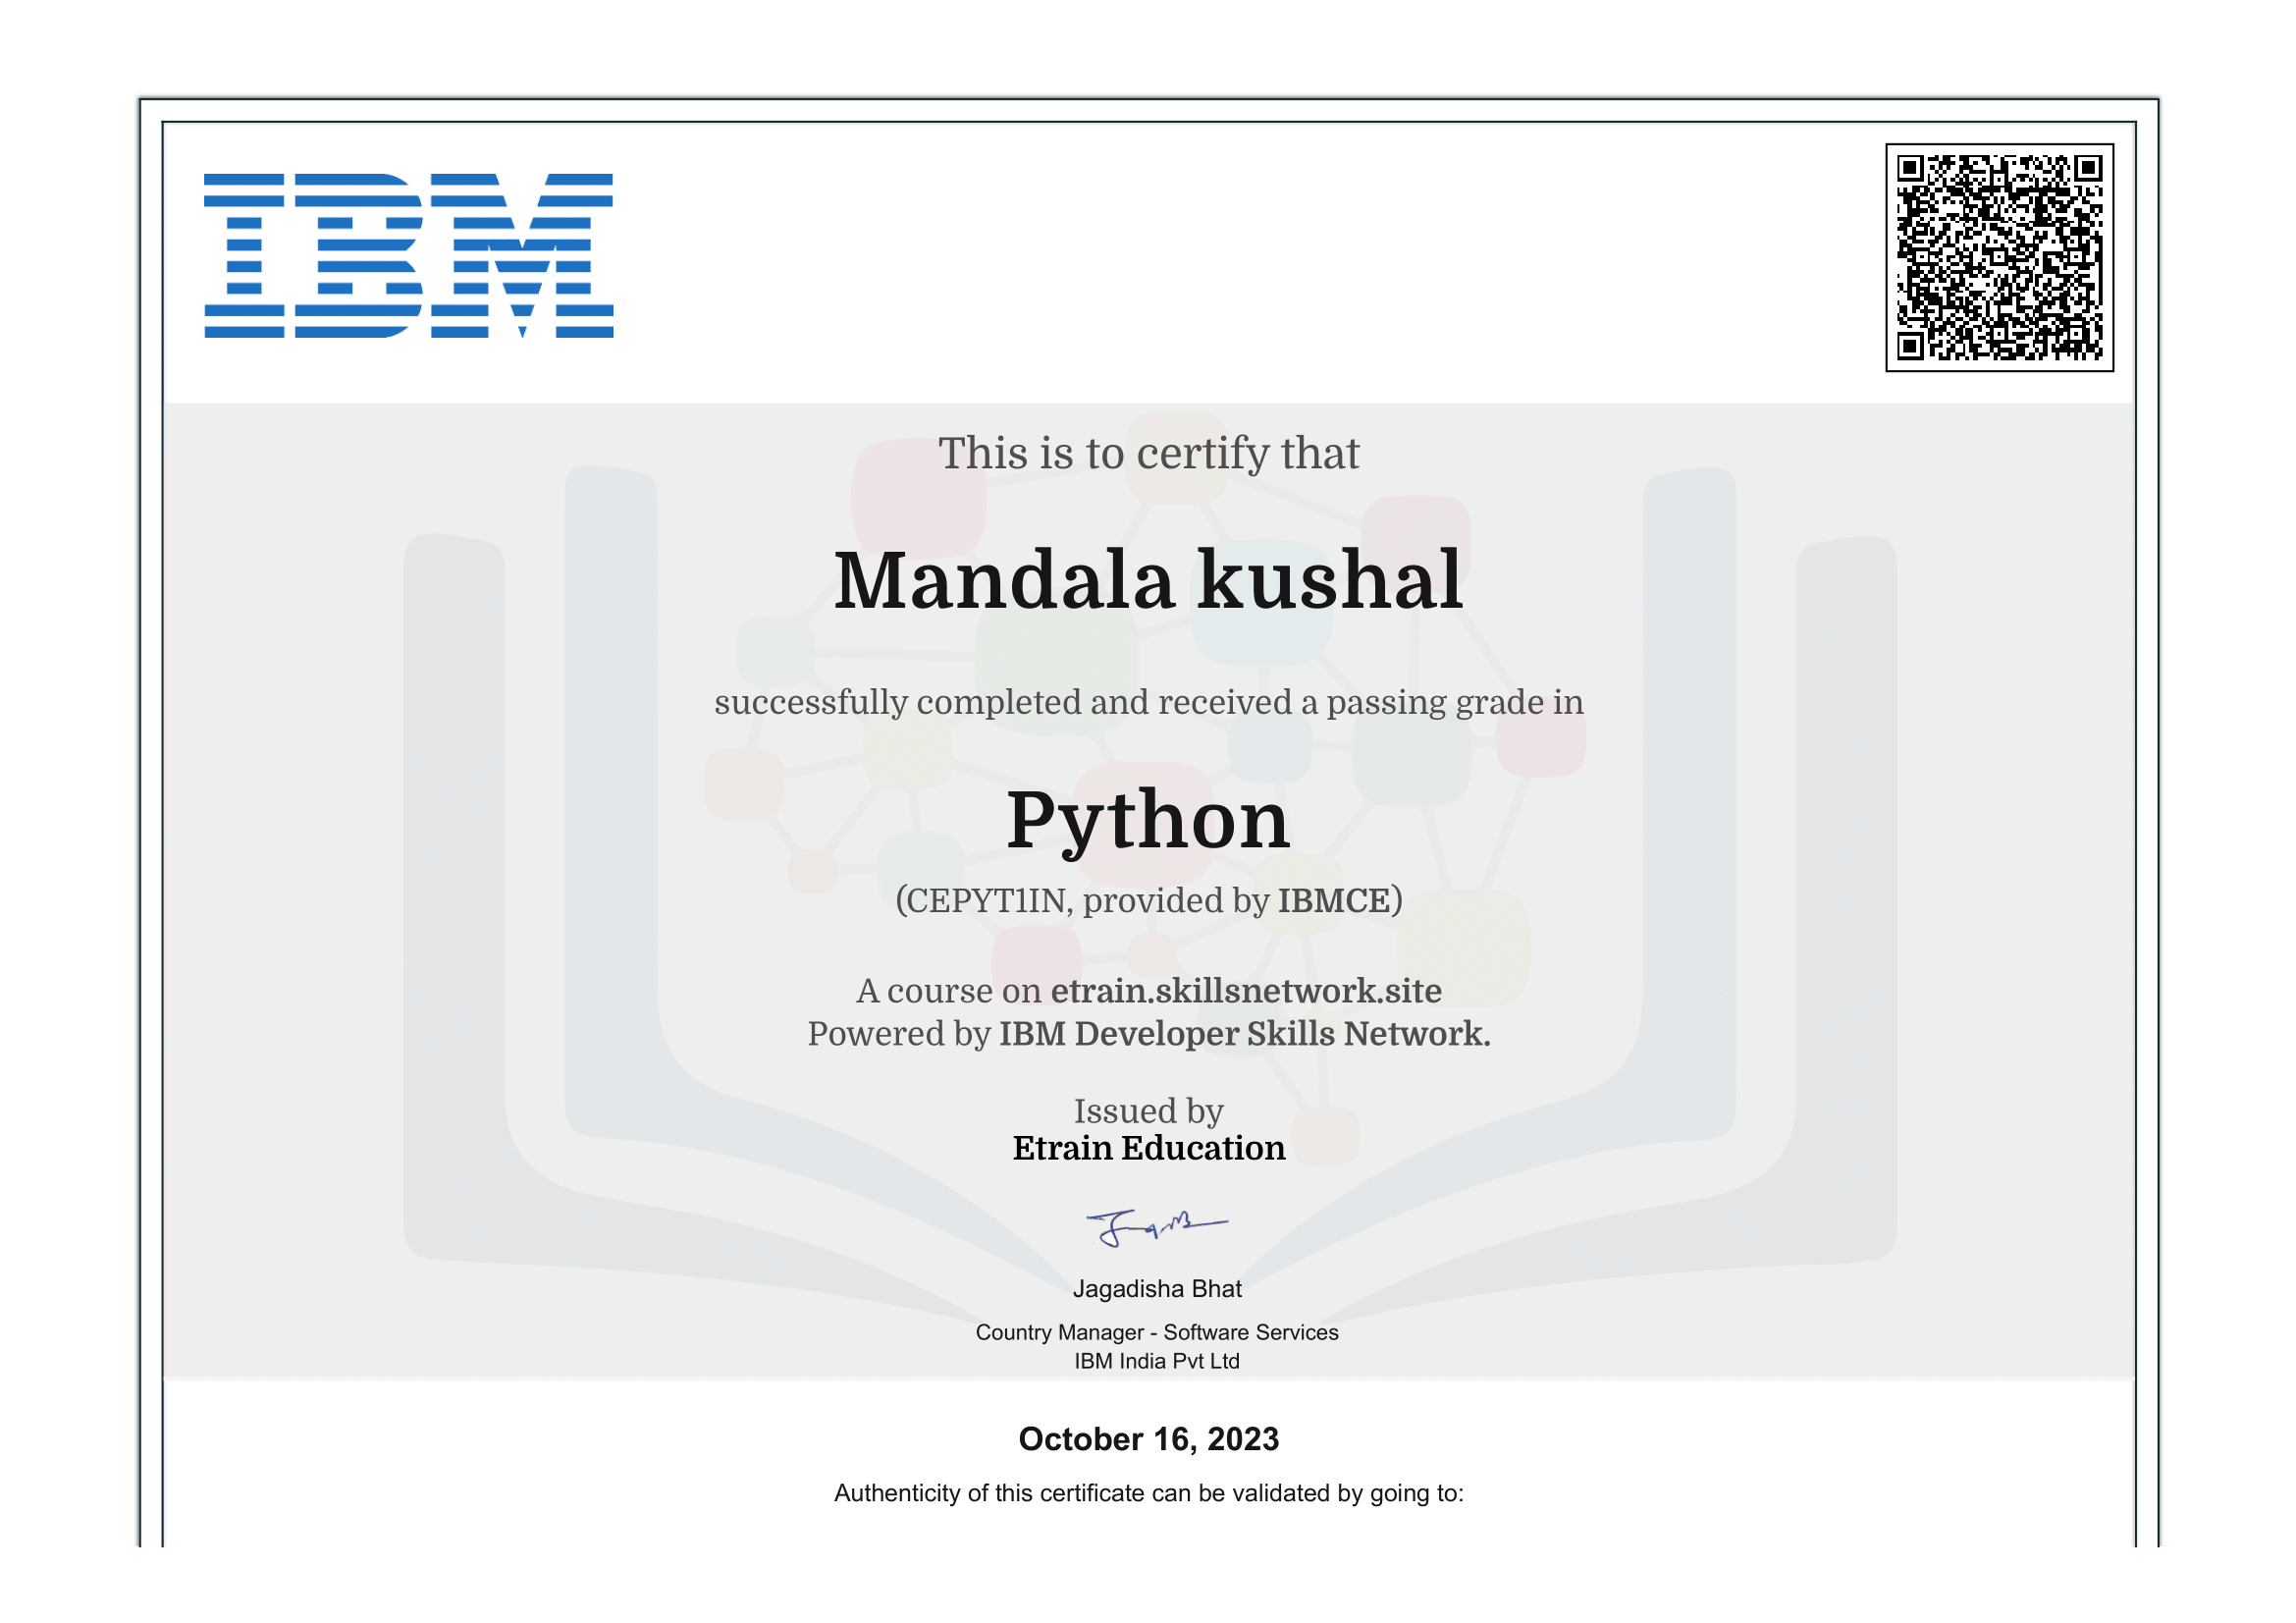 IBM
This is to certify that
Mandala kushal
successfully completed and received a passing grade in
Python
(CEPYT1IN, provided by IBMCE)
A course on etrain.skillsnetwork.site
Powered by IBM Developer Skills Network.
Issued by
Etrain Education
Jagadisha Bhat
Country Manager - Software Services
IBM India Pvt Ltd
October 16, 2023
Authenticity of this certificate can be validated by going to: